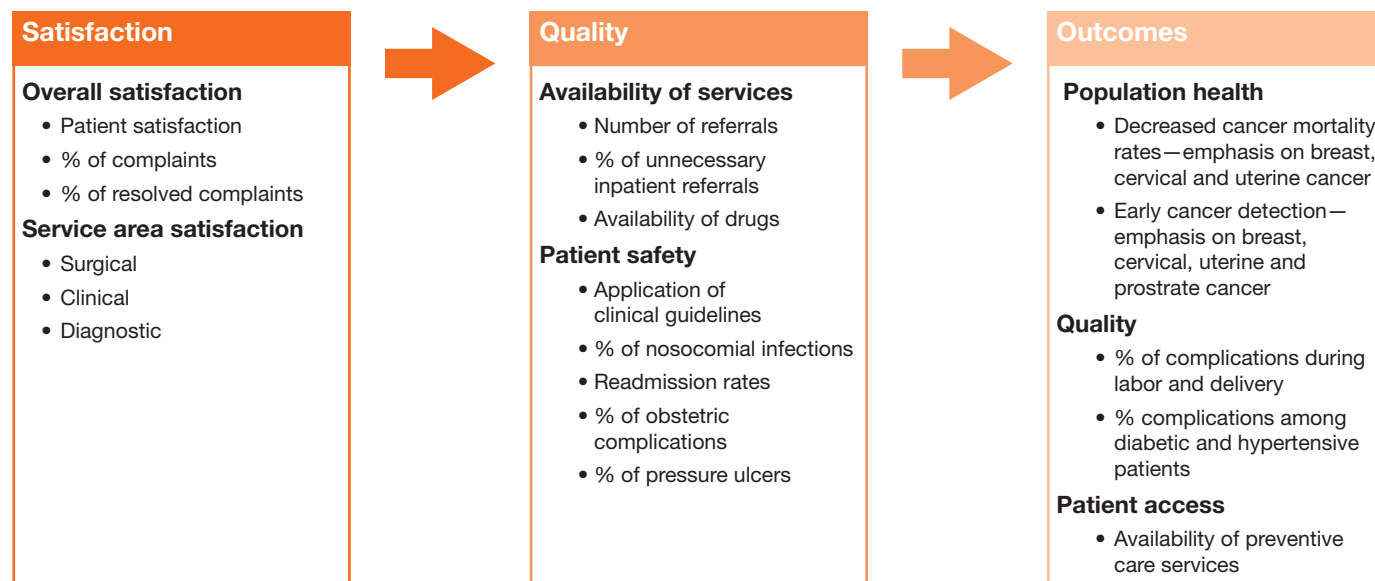 Satisfaction
Overall satisfaction
• Patient satisfaction
• % of complaints
• % of resolved complaints
Service area satisfaction
• Surgical
• Clinical
• Diagnostic
Quality
Availability of services
• Number of referrals
• % of unnecessary
inpatient referrals
• Availability of drugs
Patient safety
• Application of
clinical guidelines
• % of nosocomial infections
• Readmission rates
• % of obstetric
complications
• % of pressure ulcers
Outcomes
Population health
• Decreased cancer mortality
rates—emphasis on breast,
cervical and uterine cancer
• Early cancer detection—
emphasis on breast,
cervical, uterine and
prostrate cancer
Quality
• % of complications during
labor and delivery
• % complications among
diabetic and hypertensive
patients
Patient access
• Availability of preventive
care services